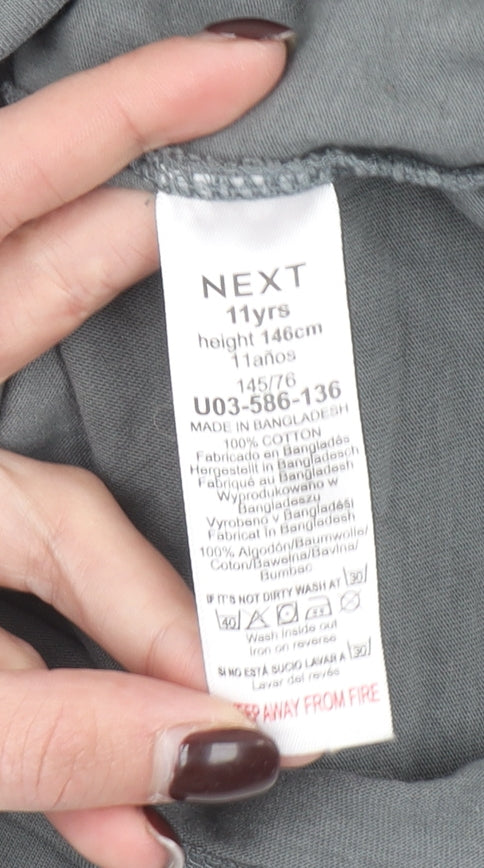 NEXT
11yrs
height 146cm
11años
145/76
U03-586-136
MADE IN BANGLADESH
100% COTTON
Fabricado en Bangladés
Hergestellt in Bangladesch
Fabriqué au Bangladesh
Wyprodukowano w
Bangladeszu
Vyrobeno v Bangladéši
Fabricat în Bangladesh
100% Algodón/Baumwolle/
Coton/Bawełna/Bavlna/
Bumbac
IF IT'S NOT DIRTY WASH AT 30
40
Wash inside out
Iron on reverse
SI NO ESTÁ SUCIO LAVAR A 30
Lavar del revés
AWAY FROM FIRE